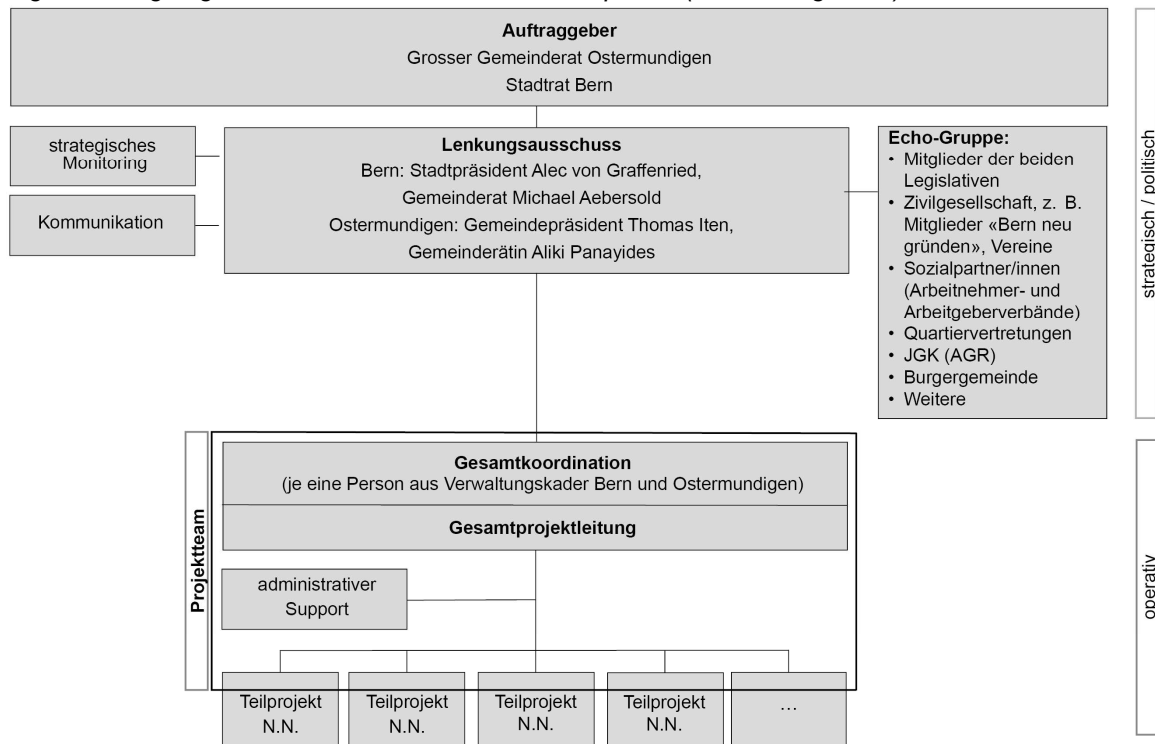 Auftraggeber
Grosser Gemeinderat Ostermundigen
Stadtrat Bern
strategisches
Monitoring
Kommunikation
Lenkungsausschuss
Bern: Stadtpräsident Alec von Graffenried,
Gemeinderat Michael Aebersold
Ostermundigen: Gemeindepräsident Thomas Iten,
Gemeinderätin Aliki Panayides
Echo-Gruppe:
• Mitglieder der beiden
Legislativen
• Zivilgesellschaft, z. B.
Mitglieder «Bern neu
gründen», Vereine
• Sozialpartner/innen
(Arbeitnehmer- und
Arbeitgeberverbände)
• Quartiervertretungen
• JGK (AGR)
• Burgergemeinde
• Weitere
strategisch / politisch
Projektteam
Gesamtkoordination
(je eine Person aus Verwaltungskader Bern und Ostermundigen)
Gesamtprojektleitung
administrativer
Support
operativ
Teilprojekt
N.N.
Teilprojekt
N.N.
Teilprojekt
N.N.
Teilprojekt
N.N.
…